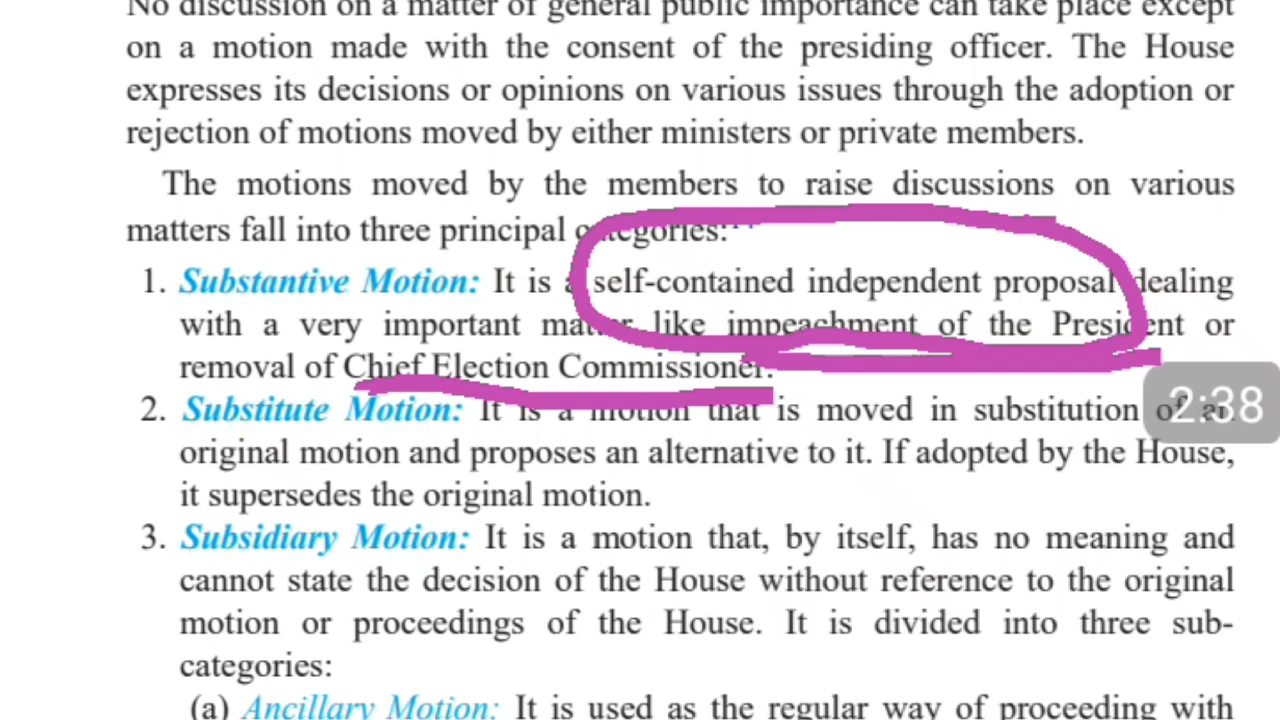 No discussion on a matter of general public importance can take place except
on a motion made with the consent of the presiding officer. The House
expresses its decisions or opinions on various issues through the adoption or
rejection of motions moved by either ministers or private members.
The motions moved by the members to raise discussions on various
matters fall into three principal categories:
1. Substantive Motion: It is a self-contained independent proposal dealing
with a very important matter like impeachment of the President or
removal of Chief Election Commissioner.
2. Substitute Motion: It is a motion that is moved in substitution of an
2:38
original motion and proposes an alternative to it. If adopted by the House,
it supersedes the original motion.
3. Subsidiary Motion: It is a motion that, by itself, has no meaning and
cannot state the decision of the House without reference to the original
motion or proceedings of the House. It is divided into three sub-
categories:
(a) Ancillary Motion: It is used as the regular way of proceeding with